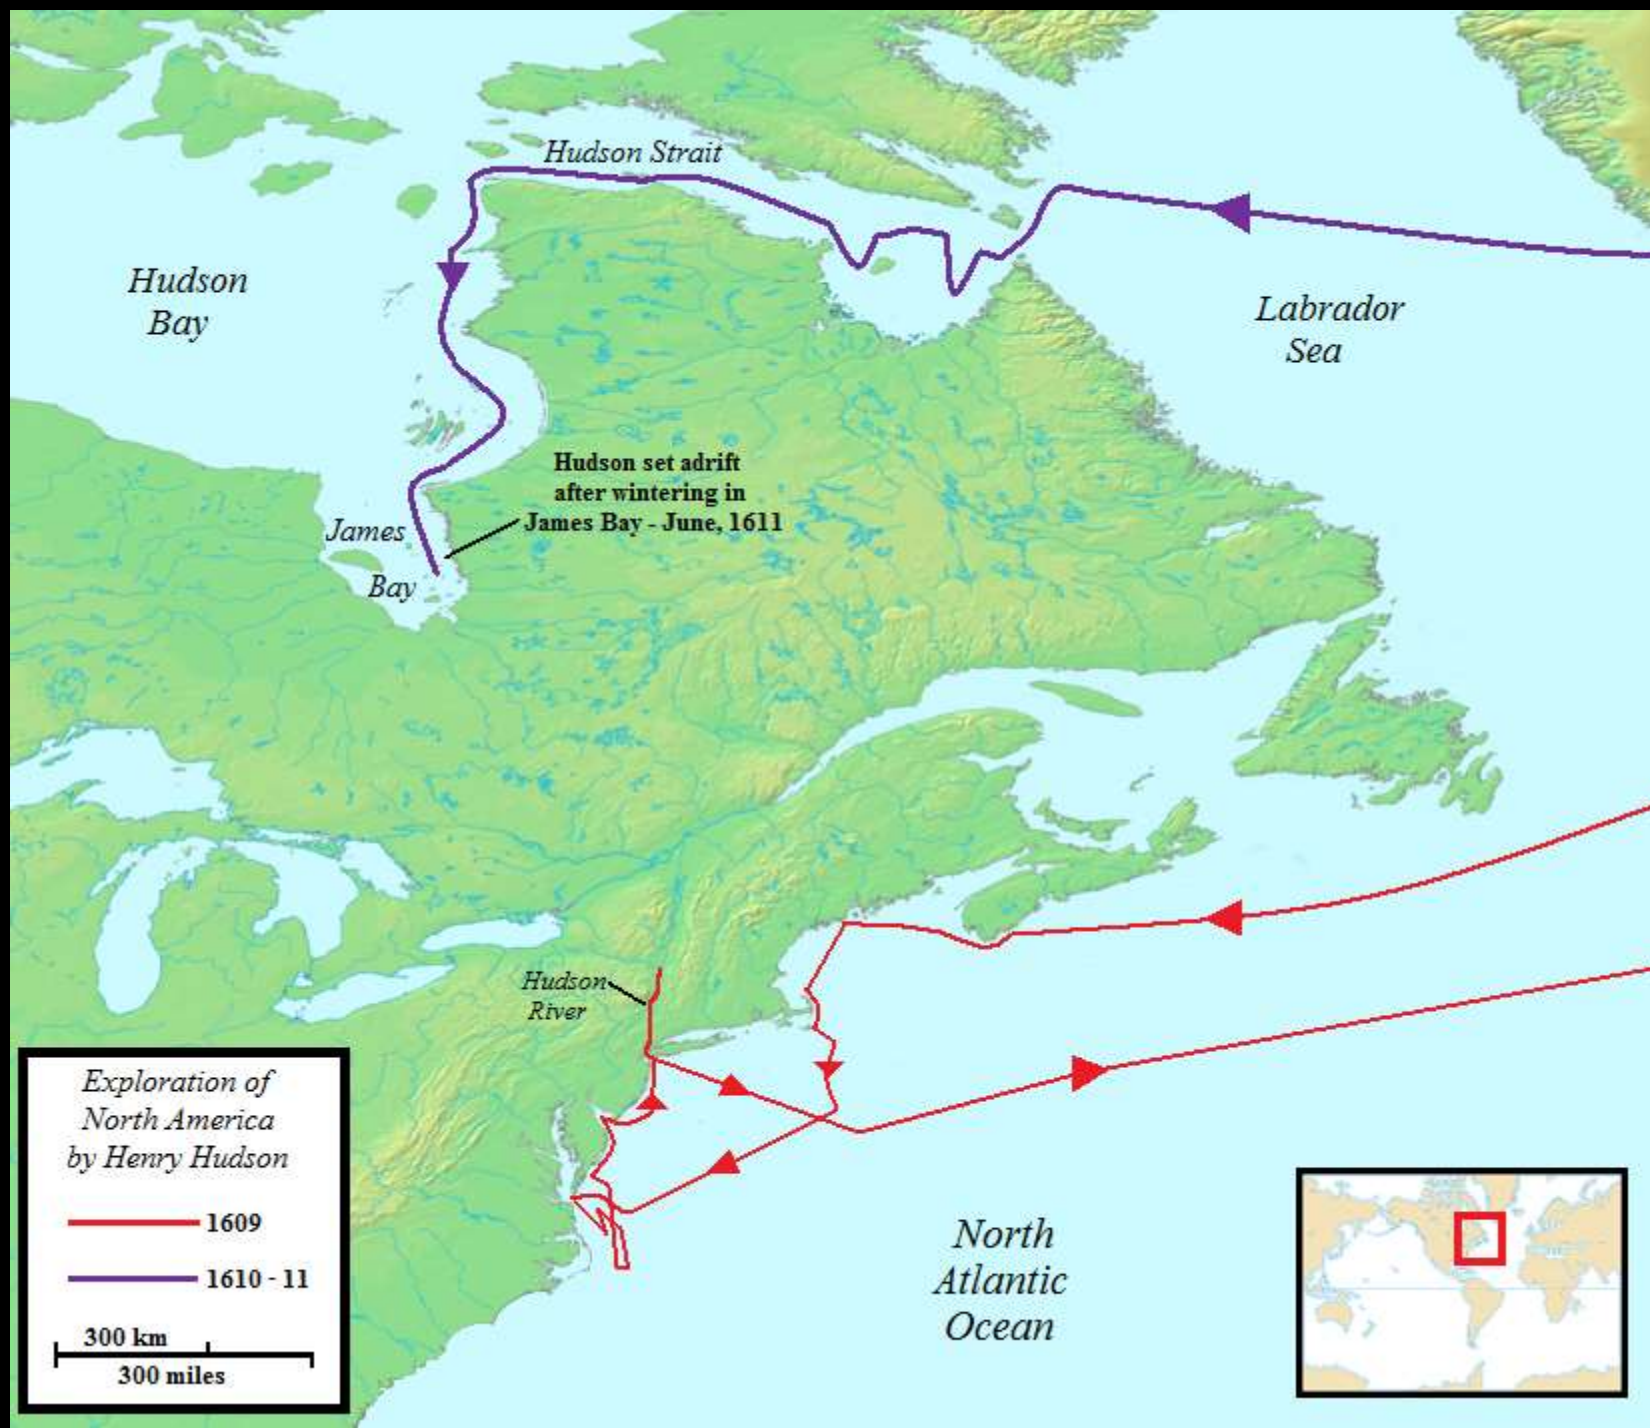 Hudson Strait
Hudson
Bay
Labrador
Sea
Hudson set adrift
after wintering in
James Bay - June, 1611
James
Bay
Hudson
River
Exploration of
North America
by Henry Hudson
1609
1610 - 11
300 km
300 miles
North
Atlantic
Ocean